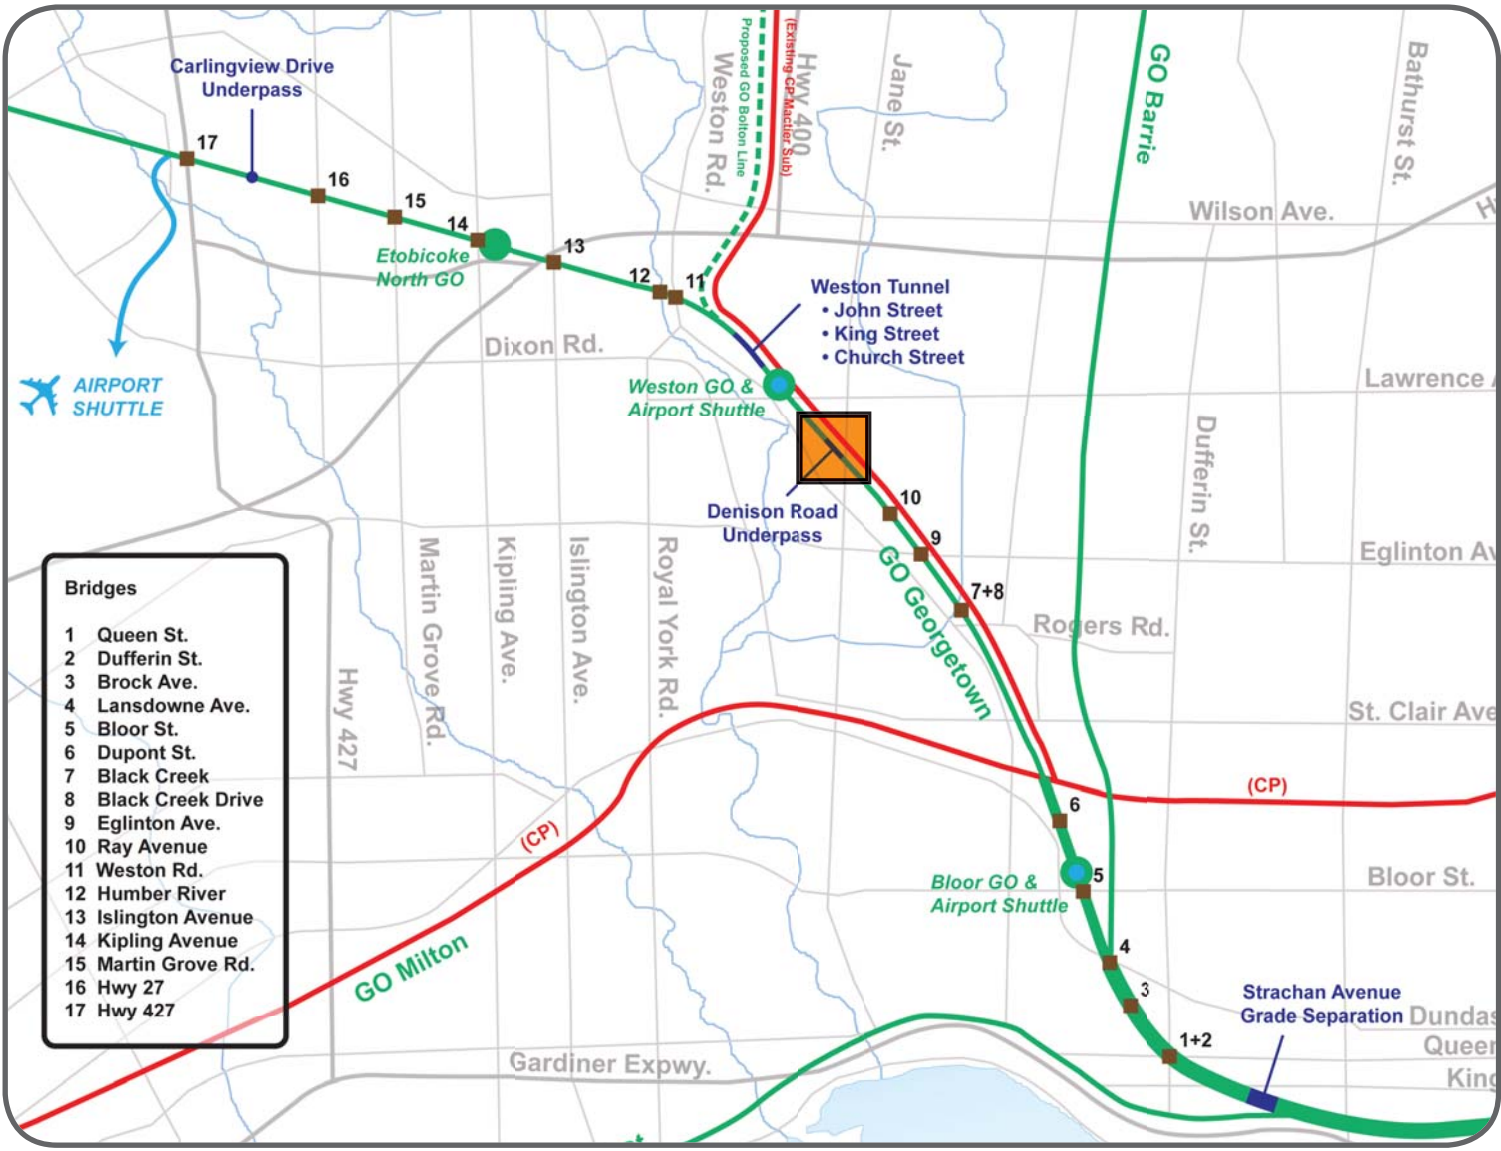 Carlingview Drive
Underpass
17
16
15
14
13
12
11
Etobicoke
North GO
AIRPORT
SHUTTLE
Weston Rd.
Proposed GO Bolton Line
(Existing CP Mactier Sub)
Hwy 400
Jane St.
GO Barrie
Bathurst St.
Wilson Ave.
Dixon Rd.
Weston Tunnel
• John Street
• King Street
• Church Street
Weston GO &
Airport Shuttle
Lawrence
Dufferin St.
Denison Road
Underpass
10
9
7+8
Eglinton Av
GO Georgetown
Rogers Rd.
Martin Grove Rd.
Kipling Ave.
Islington Ave.
Royal York Rd.
Hwy 427
St. Clair Ave
(CP)
(CP)
6
5
Bloor GO &
Airport Shuttle
Bloor St.
GO Milton
4
3
1+2
Strachan Avenue
Grade Separation
Dundas
Queen
King
Gardiner Expwy.
Bridges
1 Queen St.
2 Dufferin St.
3 Brock Ave.
4 Lansdowne Ave.
5 Bloor St.
6 Dupont St.
7 Black Creek
8 Black Creek Drive
9 Eglinton Ave.
10 Ray Avenue
11 Weston Rd.
12 Humber River
13 Islington Avenue
14 Kipling Avenue
15 Martin Grove Rd.
16 Hwy 27
17 Hwy 427